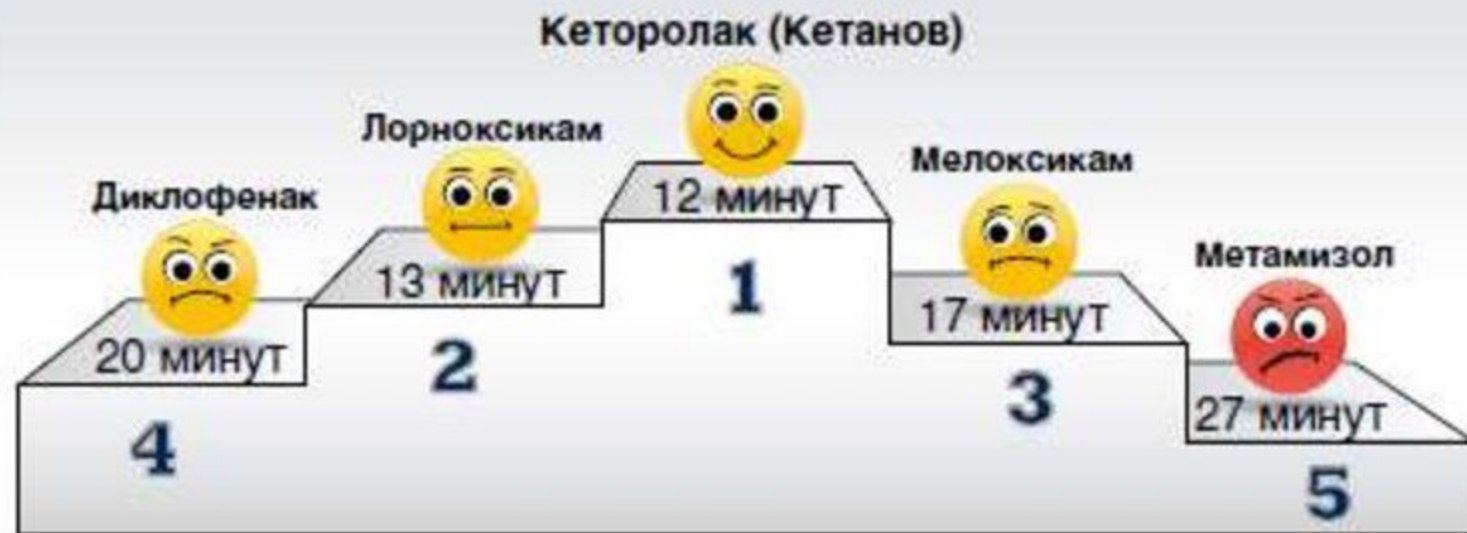 Кеторолак (Кетанов)
Лорноксикам
Мелоксикам
Диклофенак
Метамизол
12 минут
13 минут
17 минут
20 минут
27 минут
1
2
3
4
5